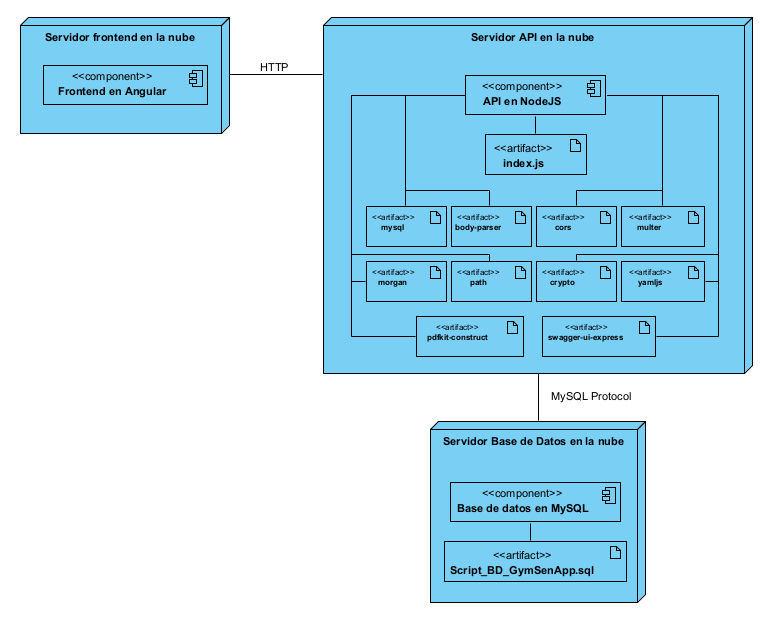 Servidor frontend en la nube
<<component>>
Frontend en Angular
HTTP
Servidor API en la nube
<<component>>
API en NodeJS
<<artifact>>
index.js
<<artifact>>
mysql
<<artifact>>
body-parser
<<artifact>>
cors
<<artifact>>
multer
<<artifact>>
morgan
<<artifact>>
path
<<artifact>>
crypto
<<artifact>>
yamljs
<<artifact>>
pdfkit-construct
<<artifact>>
swagger-ui-express
MySQL Protocol
Servidor Base de Datos en la nube
<<component>>
Base de datos en MySQL
<<artifact>>
Script_BD_GymSenApp.sql